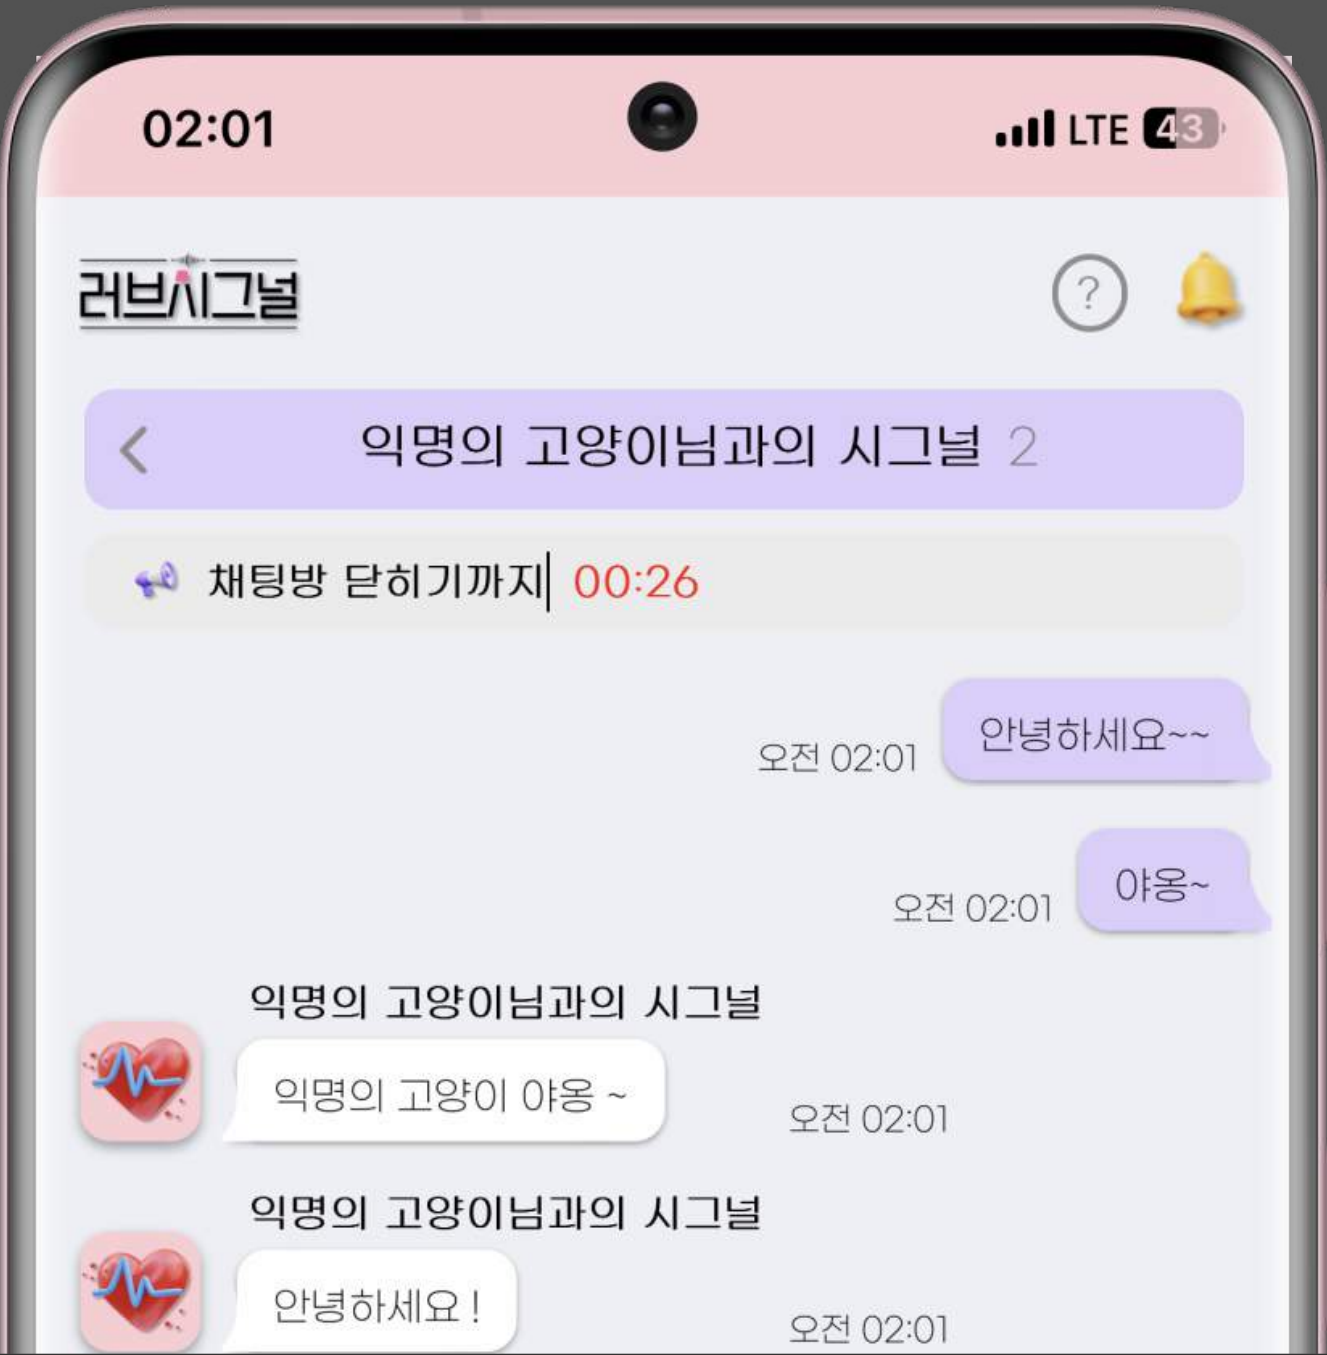 02:01
LTE 43
러브시그널
?
익명의 고양이님과의 시그널 2
채팅방 닫히기까지 00:26
안녕하세요~~
오전 02:01
야옹~
오전 02:01
익명의 고양이님과의 시그널
익명의 고양이 야옹 ~
오전 02:01
익명의 고양이님과의 시그널
안녕하세요 !
오전 02:01